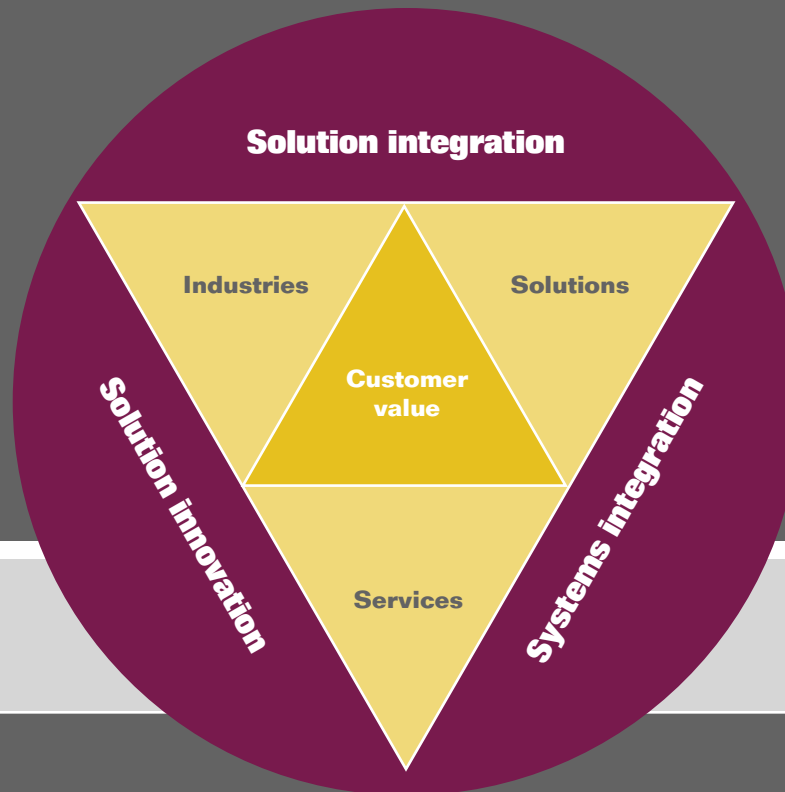 Solution integration
Industries
Solutions
Customer
value
Solution innovation
Systems integration
Services